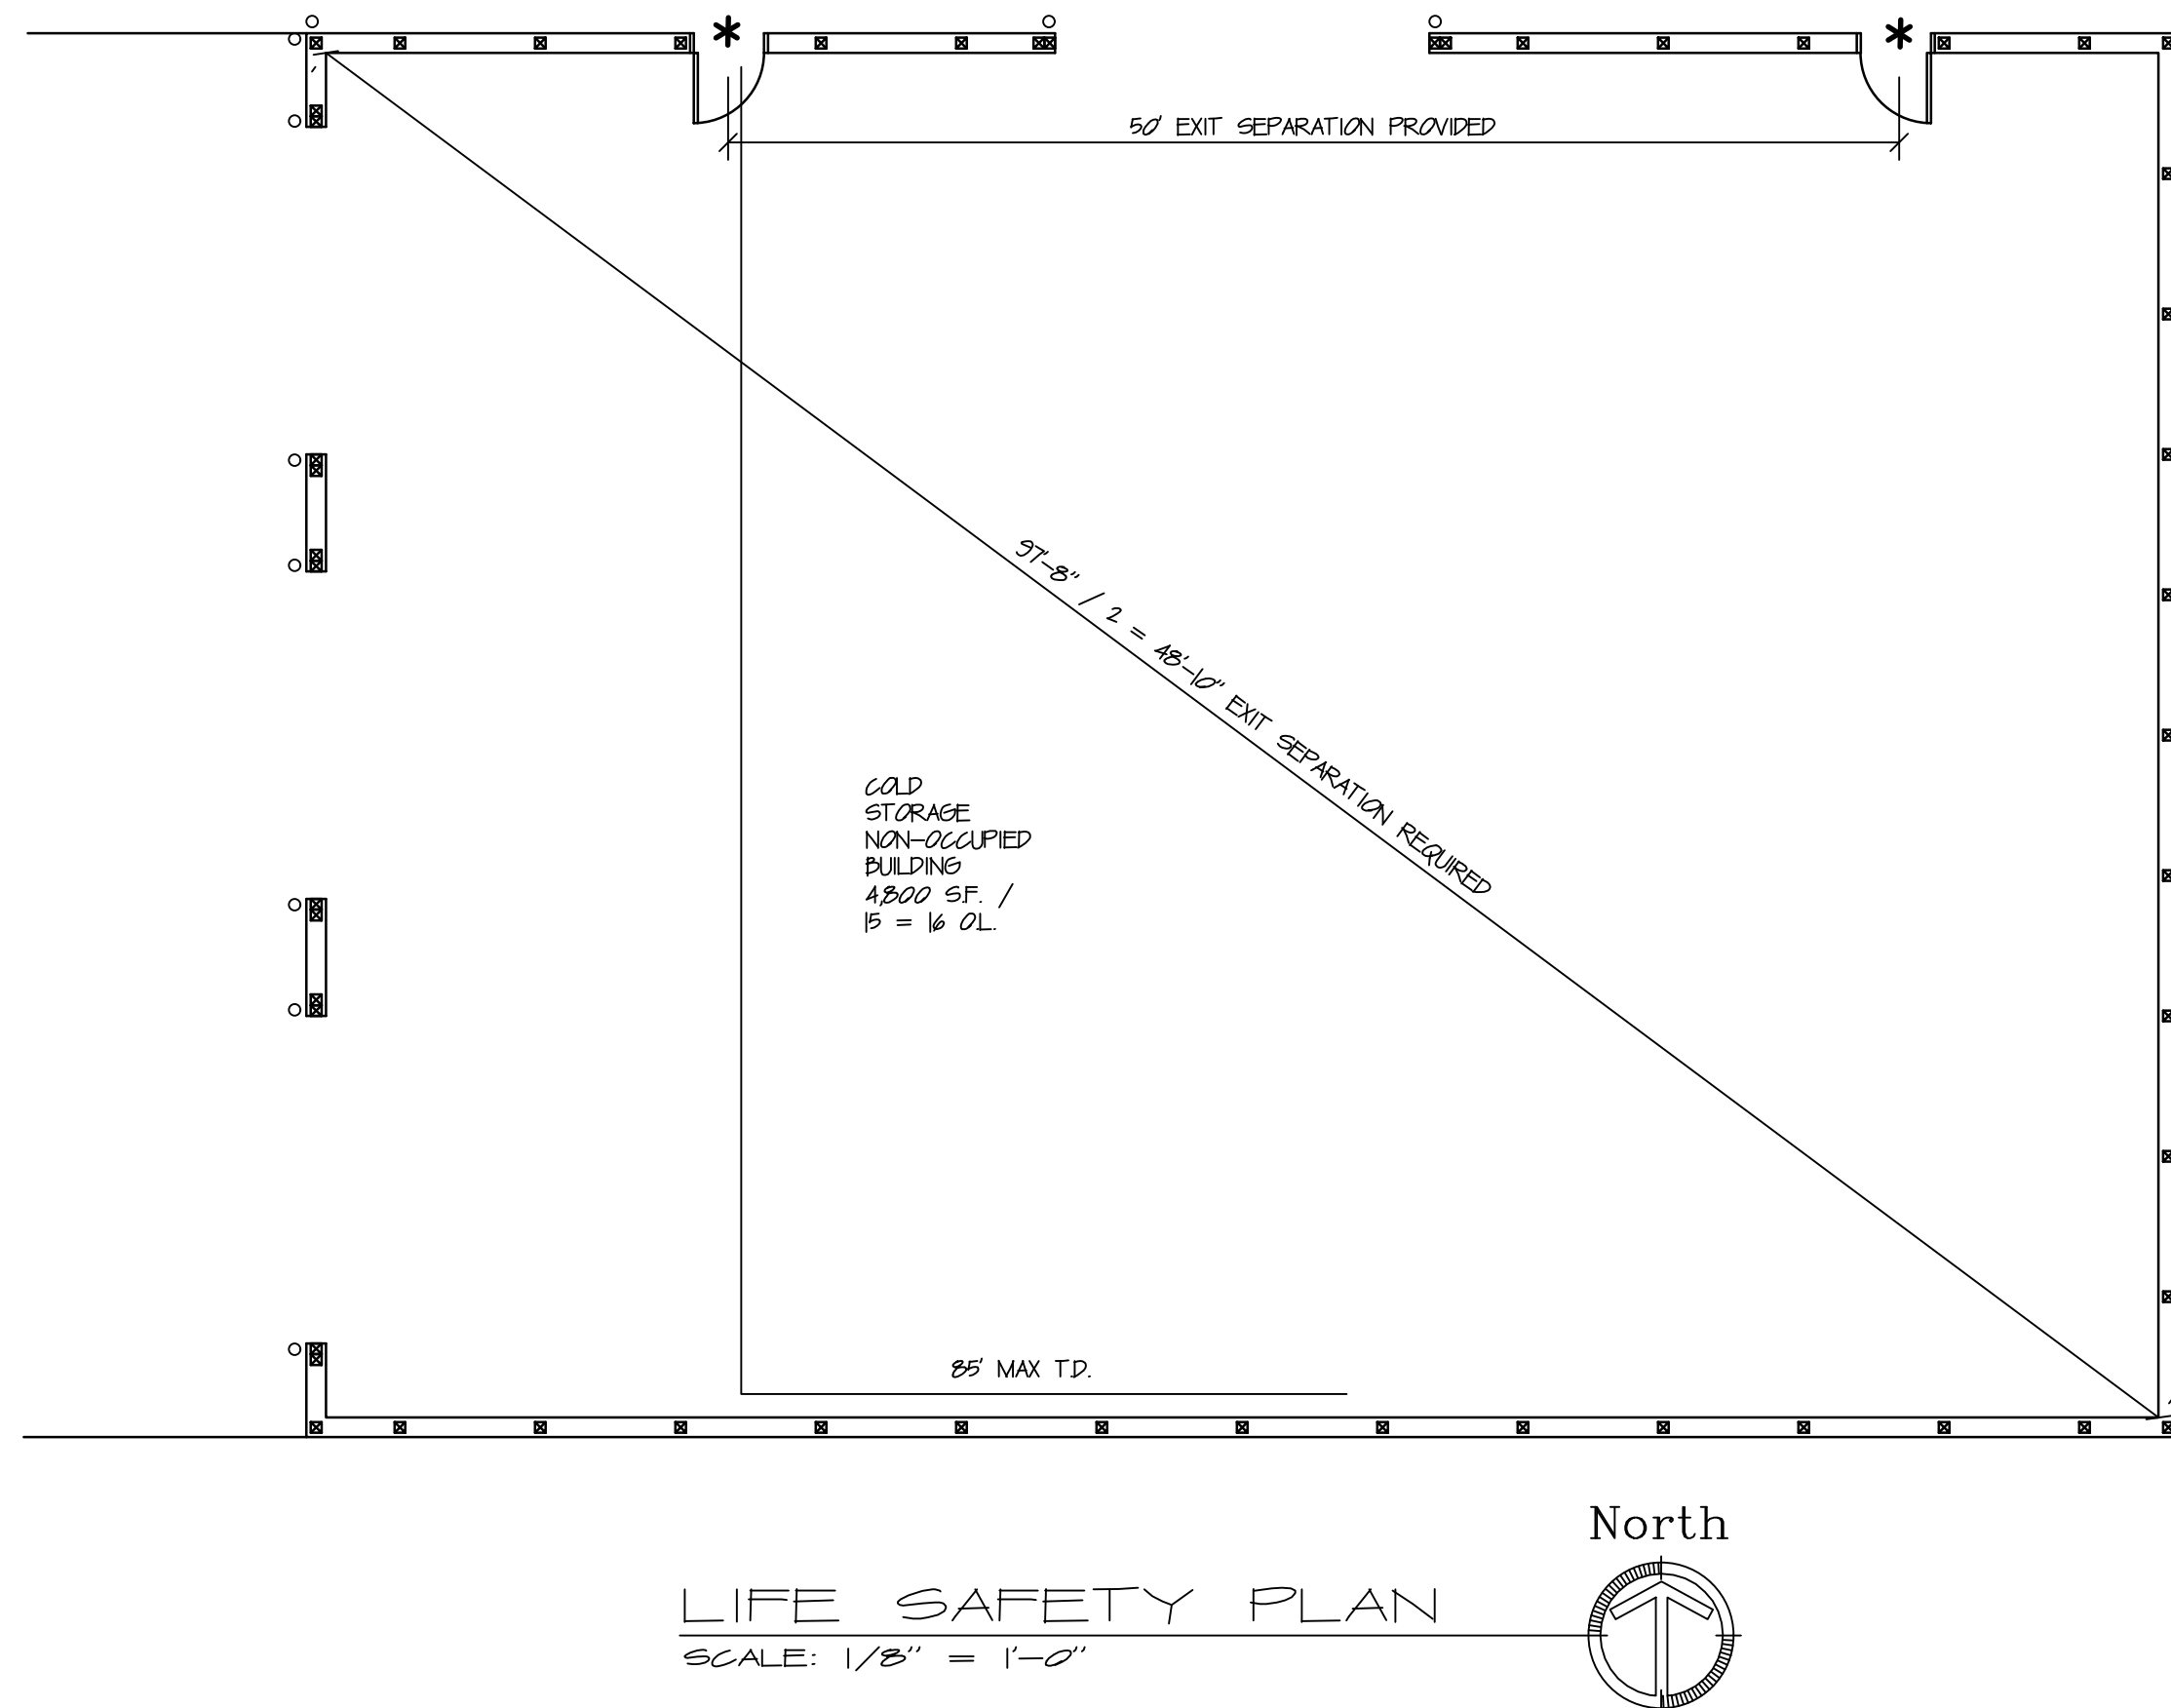 50' EXIT SEPARATION PROVIDED
97'-8" / 2 = 48'-10" EXIT SEPARATION REQUIRED
COLD
STORAGE
NON-OCCUPIED
BUILDING
4,800 S.F. /
15 = 16 O.L.
85' MAX T.D.
North
LIFE SAFETY PLAN
SCALE: 1/8" = 1'-0"